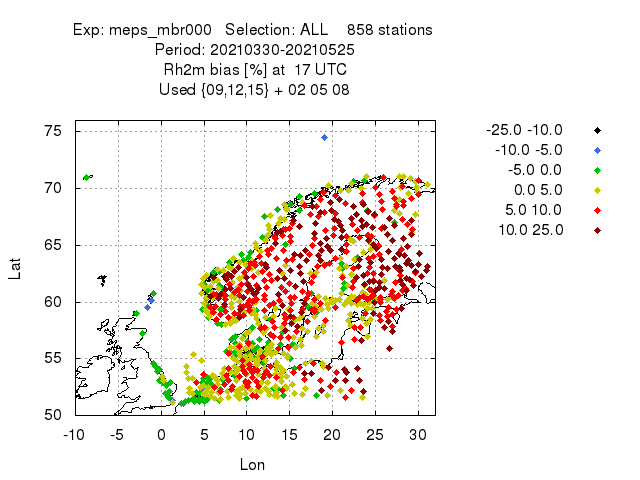 Exp: meps_mbr000   Selection: ALL    858 stations
Period: 20210330-20210525
Rh2m bias [%] at  17 UTC
Used {09,12,15} + 02 05 08
-25.0 -10.0
-10.0 -5.0
-5.0 0.0
0.0 5.0
5.0 10.0
10.0 25.0
75
70
65
60
55
50
Lat
-10 -5 0 5 10 15 20 25 30
Lon